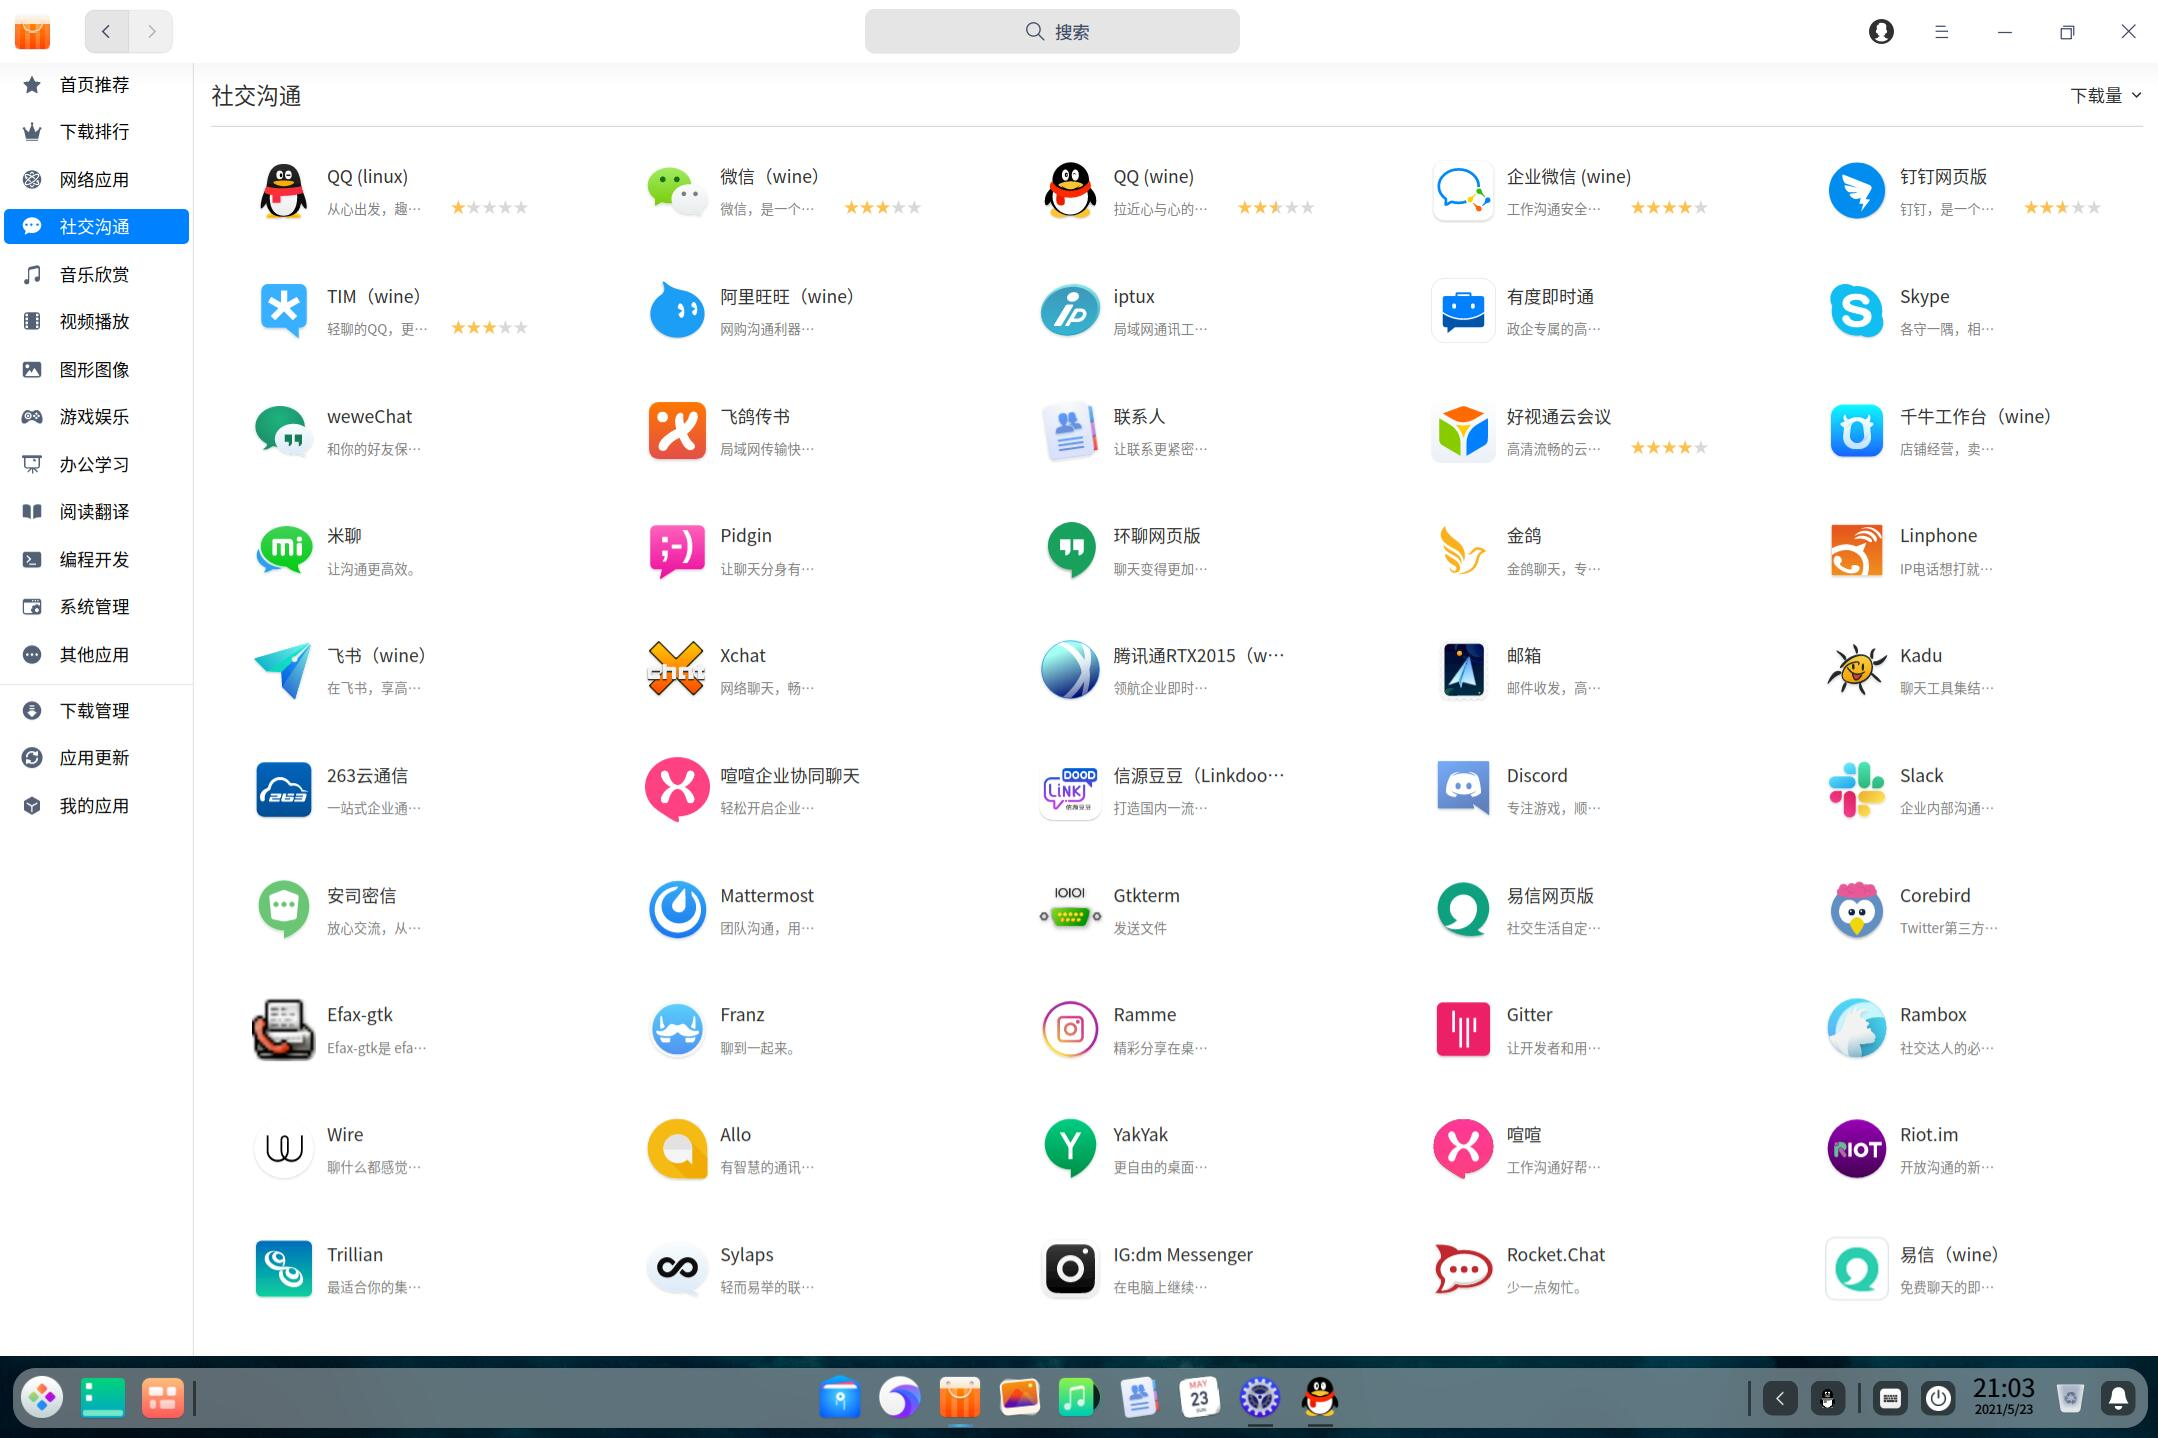 搜索
首页推荐
下载排行
网络应用
社交沟通
音乐欣赏
视频播放
图形图像
游戏娱乐
办公学习
阅读翻译
编程开发
系统管理
其他应用
下载管理
应用更新
我的应用
社交沟通
下载量
QQ (linux)
从心出发，趣…
微信（wine）
微信，是一个…
QQ (wine)
拉近心与心的…
企业微信 (wine)
工作沟通安全…
钉钉网页版
钉钉，是一个…
TIM（wine）
轻聊的QQ，更…
阿里旺旺（wine）
网购沟通利器…
iptux
局域网通讯工…
有度即时通
政企专属的高…
Skype
各守一隅，相…
weweChat
和你的好友保…
飞鸽传书
局域网传输快…
联系人
让联系更紧密…
好视通云会议
高清流畅的云…
千牛工作台（wine）
店铺经营，卖…
米聊
让沟通更高效。
Pidgin
让聊天分身有…
环聊网页版
聊天变得更加…
金鸽
金鸽聊天，专…
Linphone
IP电话想打就…
飞书（wine）
在飞书，享高…
Xchat
网络聊天，畅…
腾讯通RTX2015（w…
领航企业即时…
邮箱
邮件收发，高…
Kadu
聊天工具集结…
263云通信
一站式企业通…
喧喧企业协同聊天
轻松开启企业…
信源豆豆（Linkdoo…
打造国内一流…
Discord
专注游戏，顺…
Slack
企业内部沟通…
安司密信
放心交流，从…
Mattermost
团队沟通，用…
Gtkterm
发送文件
易信网页版
社交生活自定…
Corebird
Twitter第三方…
Efax-gtk
Efax-gtk是 efa…
Franz
聊到一起来。
Ramme
精彩分享在桌…
Gitter
让开发者和用…
Rambox
社交达人的必…
Wire
聊什么都感觉…
Allo
有智慧的通讯…
YakYak
更自由的桌面…
喧喧
工作沟通好帮…
Riot.im
开放沟通的新…
Trillian
最适合你的集…
Sylaps
轻而易举的联…
IG:dm Messenger
在电脑上继续…
Rocket.Chat
少一点匆忙。
易信（wine）
免费聊天的即…
MAY
23
SUN
21:03
2021/5/23